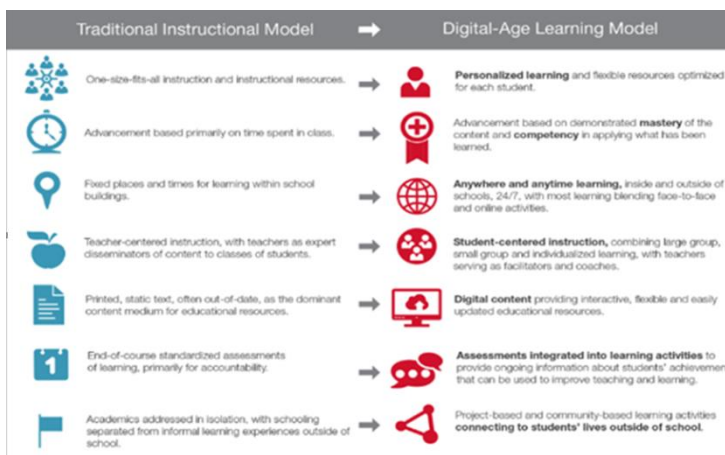 Traditional Instructional Model
Digital-Age Learning Model
One-size-fits-all instruction and instructional resources.
Personalized learning and flexible resources optimized
for each student.
Advancement based primarily on time spent in class.
Advancement based on demonstrated mastery of the
content and competency in applying what has been
learned.
Fixed places and times for learning within school
buildings.
Anywhere and anytime learning, inside and outside of
schools, 24/7, with most learning blending face-to-face
and online activities.
Teacher-centered instruction, with teachers as expert
disseminators of content to classes of students.
Student-centered instruction, combining large group,
small group and individualized learning, with teachers
serving as facilitators and coaches.
Printed, static text, often out-of-date, as the dominant
content medium for educational resources.
Digital content providing interactive, flexible and easily
updated educational resources.
1
End-of-course standardized assessments
of learning, primarily for accountability.
Assessments integrated into learning activities to
provide ongoing information about students' achievemen
that can be used to improve teaching and learning.
Academics addressed in isolation, with schooling
separated from informal learning experiences outside of
school.
Project-based and community-based learning activities
connecting to students' lives outside of school.